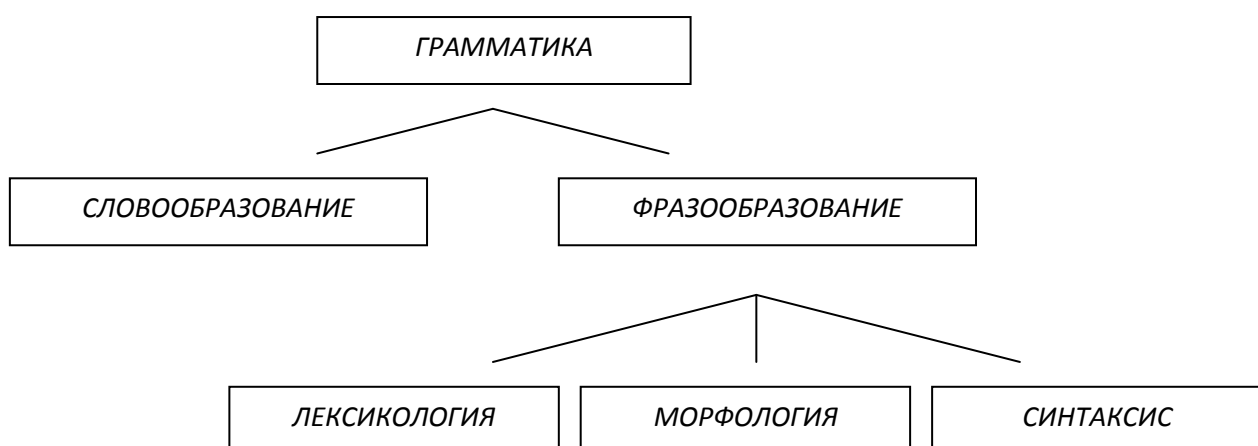 ГРАММАТИКА
СЛОВООБРАЗОВАНИЕ ФРАЗООБРАЗОВАНИЕ
ЛЕКСИКОЛОГИЯ МОРФОЛОГИЯ СИНТАКСИС